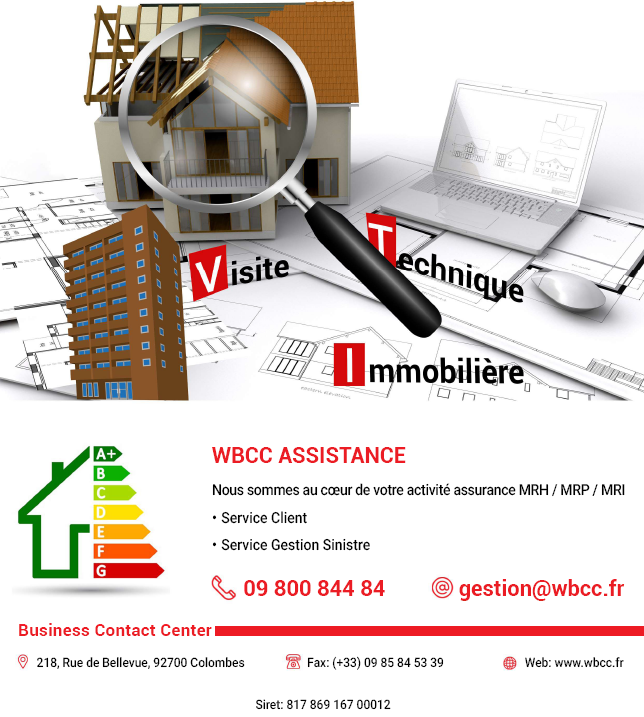 Visite
Technique
Immobilière
A+
B
C
D
E
F
G
WBCC ASSISTANCE
Nous sommes au cœur de votre activité assurance MRH / MRP / MRI
• Service Client
• Service Gestion Sinistre
09 800 844 84
gestion@wbcc.fr
Business Contact Center
218, Rue de Bellevue, 92700 Colombes
Fax: (+33) 09 85 84 53 39
Web: www.wbcc.fr
Siret: 817 869 167 00012